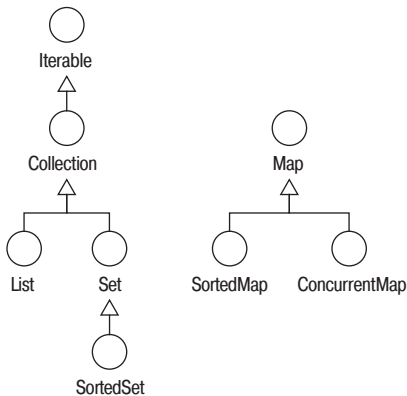 Iterable
Collection
Map
List
Set
SortedMap
ConcurrentMap
SortedSet